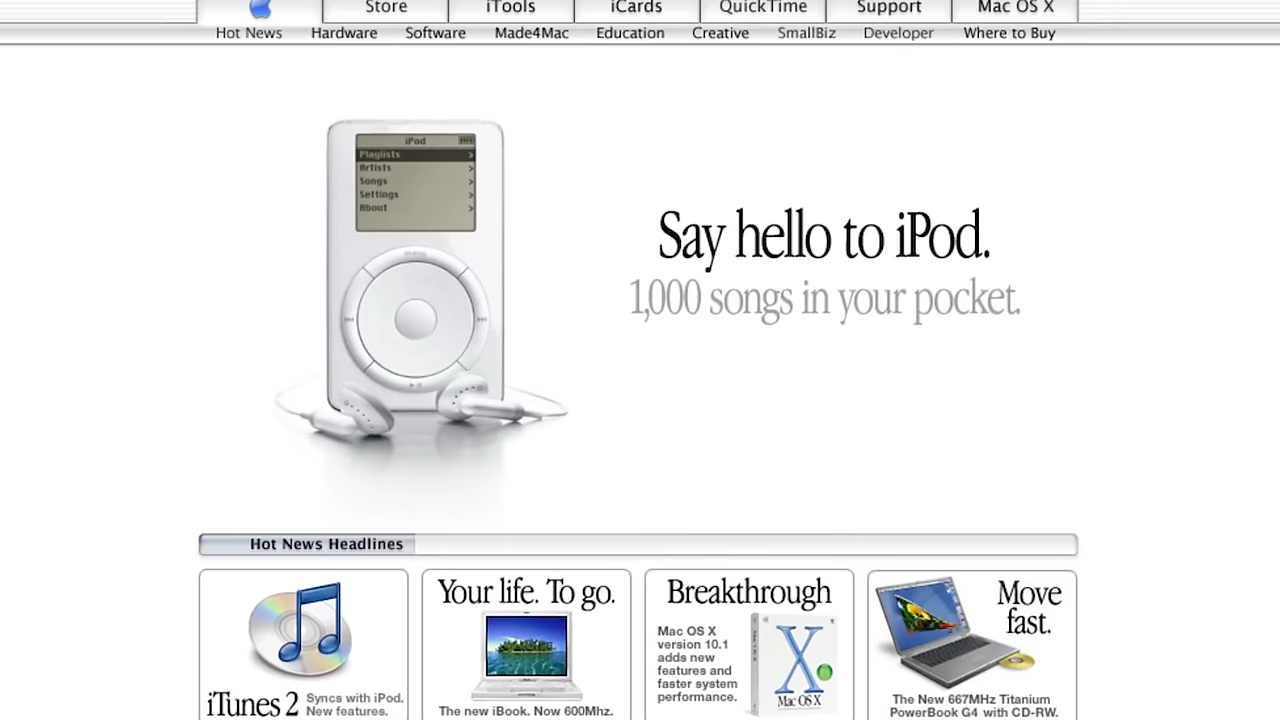 Store iTools iCards QuickTime Support Mac OS X
Hot News Hardware Software Made4Mac Education Creative SmallBiz Developer Where to Buy
iPod
Playlists >
Artists >
Songs >
Settings >
About >
Say hello to iPod.
1,000 songs in your pocket.
Hot News Headlines
iTunes 2 Syncs with iPod.
New features.
Your life. To go.
The new iBook. Now 600Mhz.
Breakthrough
Mac OS X
version 10.1
adds new
features and
faster system
performance.
Mac OS X
Move
fast.
The New 667MHz Titanium
PowerBook G4 with CD-RW.